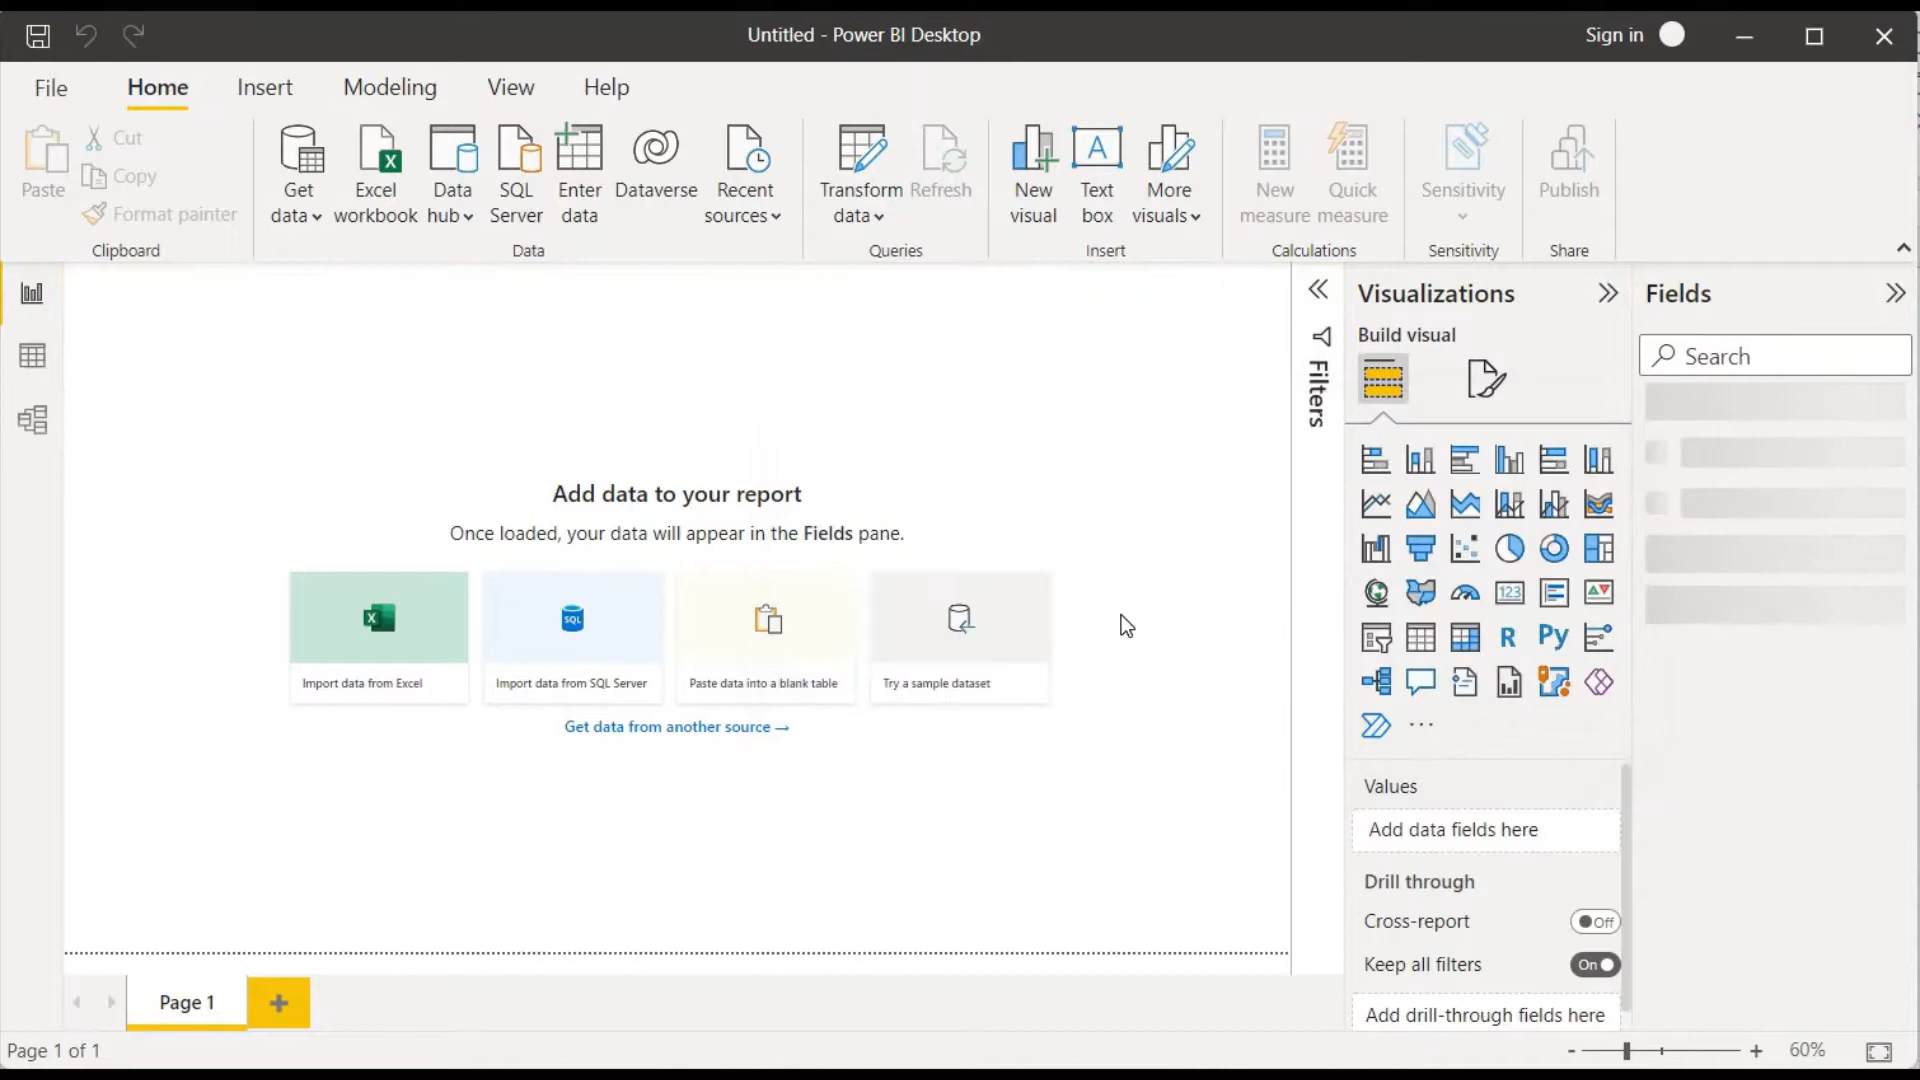 Untitled - Power BI Desktop
Sign in
File
Home
Insert
Modeling
View
Help
Paste
Cut
Copy
Format painter
Clipboard
Get
data
Excel
workbook
Data
hub
SQL
Server
Enter
data
Dataverse
Recent
sources
Data
Transform
data
Refresh
Queries
New
visual
Text
box
More
visuals
Insert
New
measure
Quick
measure
Calculations
Sensitivity
Sensitivity
Publish
Share
Add data to your report
Once loaded, your data will appear in the Fields pane.
SQL
Import data from Excel
Import data from SQL Server
Paste data into a blank table
Try a sample dataset
Get data from another source →
Filters
Visualizations
Build visual
123
R
Py
Values
Add data fields here
Drill through
Cross-report
Off
Keep all filters
On
Add drill-through fields here
Fields
Search
Page 1
Page 1 of 1
60%